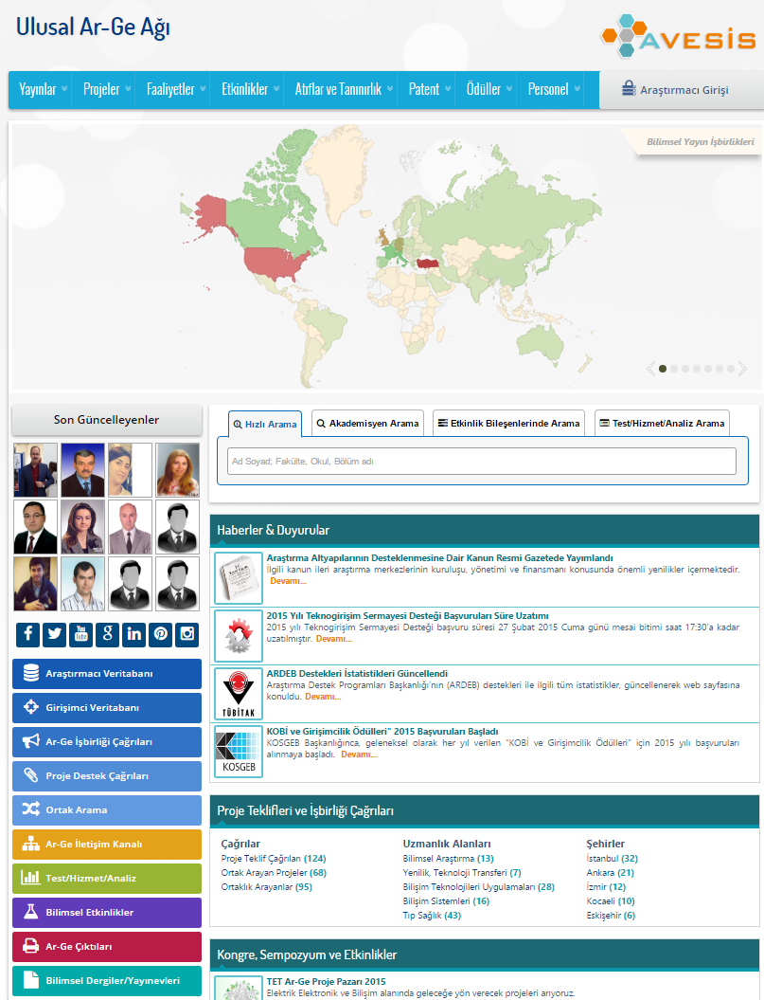 Ulusal Ar-Ge Ağı
AVESİS
Yayınlar
Projeler
Faaliyetler
Etkinlikler
Atıflar ve Tanınırlık
Patent
Ödüller
Personel
Araştırmacı Girişi
Bilimsel Yayın İşbirlikleri
Son Güncelleyenler
You Tube
Araştırmacı Veritabanı
Girişimci Veritabanı
Ar-Ge İşbirliği Çağrıları
Proje Destek Çağrıları
Ortak Arama
Ar-Ge İletişim Kanalı
Test/Hizmet/Analiz
Bilimsel Etkinlikler
Ar-Ge Çıktıları
Bilimsel Dergiler/Yayınevleri
Hızlı Arama
Akademisyen Arama
Etkinlik Bileşenlerinde Arama
Test/Hizmet/Analiz Arama
Ad Soyad; Fakülte, Okul, Bölüm adı
Haberler & Duyurular
Araştırma Altyapılarının Desteklenmesine Dair Kanun Resmi Gazetede Yayımlandı
İlgili kanun ileri araştırma merkezlerinin kuruluşu, yönetimi ve finansmanı konusunda önemli yenilikler içermektedir.
Devamı...
2015 Yılı Teknogirişim Sermayesi Desteği Başvuruları Süre Uzatımı
2015 yılı Teknogirişim Sermayesi Desteği başvuru süresi 27 Şubat 2015 Cuma günü mesai bitimi saat 17:30'a kadar
uzatılmıştır. Devamı...
TÜBİTAK
ARDEB Destekleri İstatistikleri Güncellendi
Araştırma Destek Programları Başkanlığı'nın (ARDEB) destekleri ile ilgili tüm istatistikler, güncellenerek web sayfasına
konuldu. Devamı...
KOSGEB
KOBİ ve Girişimcilik Ödülleri" 2015 Başvuruları Başladı
KOSGEB Başkanlığınca, geleneksel olarak her yıl verilen "KOBİ ve Girişimcilik Ödülleri" için 2015 yılı başvuruları
alınmaya başladı. Devamı...
Proje Teklifleri ve İşbirliği Çağrıları
Çağrılar
Proje Teklif Çağrıları (124)
Ortak Arayan Projeler (68)
Ortaklık Arayanlar (95)
Uzmanlık Alanları
Bilimsel Araştırma (13)
Yenilik, Teknoloji Transferi (7)
Bilişim Teknolojileri Uygulamaları (28)
Bilişim Sistemleri (16)
Tıp Sağlık (43)
Şehirler
İstanbul (32)
Ankara (21)
İzmir (12)
Kocaeli (10)
Eskişehir (6)
Kongre, Sempozyum ve Etkinlikler
TET Ar-Ge Proje Pazarı 2015
Elektrik Elektronik ve Bilişim alanında geleceğe yön verecek projeleri arıyoruz.